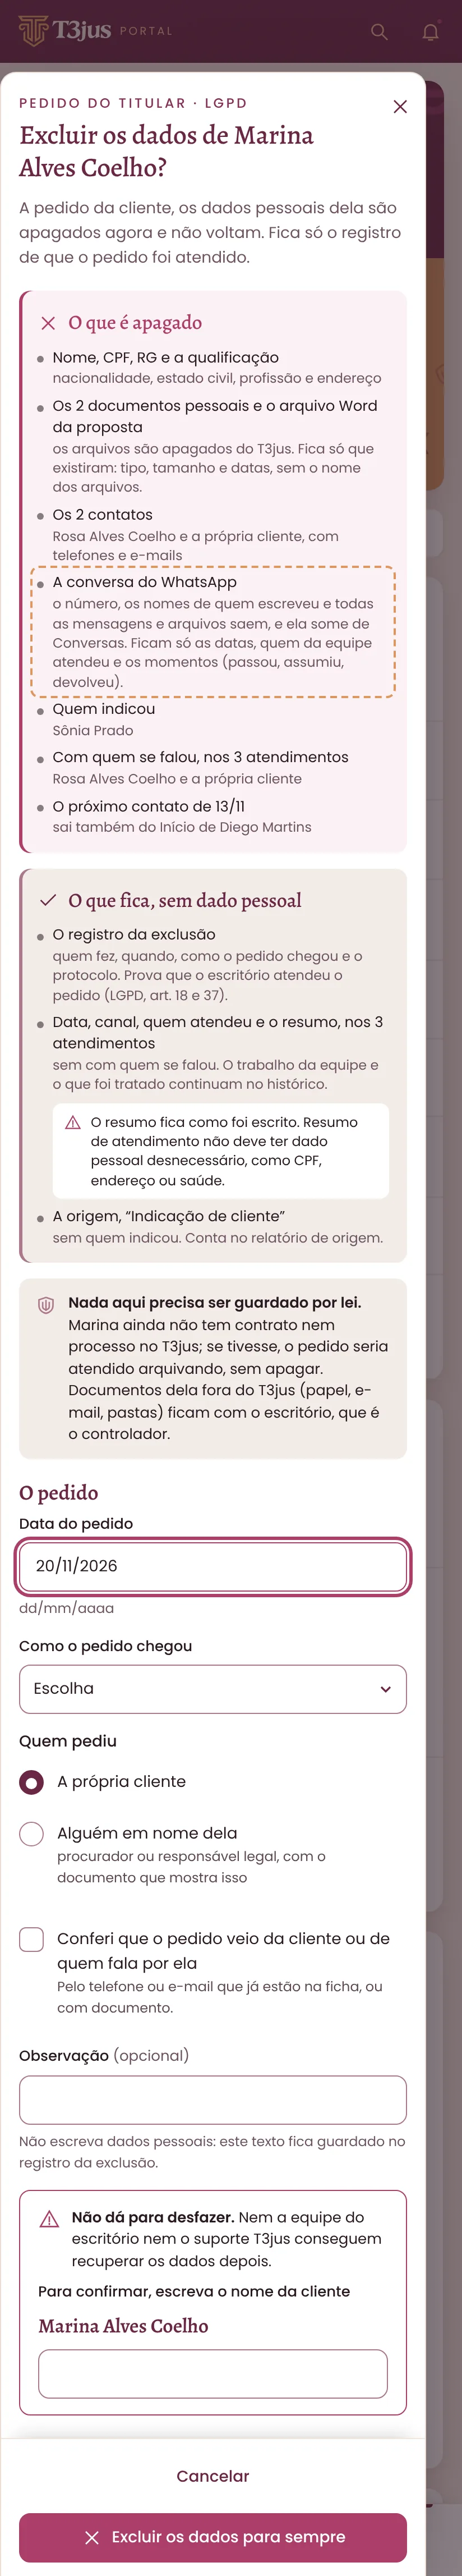 T3jus PORTAL
PEDIDO DO TITULAR · LGPD
Excluir os dados de Marina
Alves Coelho?
A pedido da cliente, os dados pessoais dela são
apagados agora e não voltam. Fica só o registro
de que o pedido foi atendido.
O que é apagado
Nome, CPF, RG e a qualificação
nacionalidade, estado civil, profissão e endereço
Os 2 documentos pessoais e o arquivo Word
da proposta
os arquivos são apagados do T3jus. Fica só que
existiram: tipo, tamanho e datas, sem o nome
dos arquivos.
Os 2 contatos
Rosa Alves Coelho e a própria cliente, com
telefones e e-mails
A conversa do WhatsApp
o número, os nomes de quem escreveu e todas
as mensagens e arquivos saem, e ela some de
Conversas. Ficam só as datas, quem da equipe
atendeu e os momentos (passou, assumiu,
devolveu).
Quem indicou
Sônia Prado
Com quem se falou, nos 3 atendimentos
Rosa Alves Coelho e a própria cliente
O próximo contato de 13/11
sai também do Início de Diego Martins
O que fica, sem dado pessoal
O registro da exclusão
quem fez, quando, como o pedido chegou e o
protocolo. Prova que o escritório atendeu o
pedido (LGPD, art. 18 e 37).
Data, canal, quem atendeu e o resumo, nos 3
atendimentos
sem com quem se falou. O trabalho da equipe e
o que foi tratado continuam no histórico.
O resumo fica como foi escrito. Resumo
de atendimento não deve ter dado
pessoal desnecessário, como CPF,
endereço ou saúde.
A origem, “Indicação de cliente”
sem quem indicou. Conta no relatório de origem.
Nada aqui precisa ser guardado por lei.
Marina ainda não tem contrato nem
processo no T3jus; se tivesse, o pedido seria
atendido arquivando, sem apagar.
Documentos dela fora do T3jus (papel, e-
mail, pastas) ficam com o escritório, que é
o controlador.
O pedido
Data do pedido
20/11/2026
dd/mm/aaaa
Como o pedido chegou
Escolha
Quem pediu
A própria cliente
Alguém em nome dela
procurador ou responsável legal, com o
documento que mostra isso
Conferi que o pedido veio da cliente ou de
quem fala por ela
Pelo telefone ou e-mail que já estão na ficha, ou
com documento.
Observação (opcional)
Não escreva dados pessoais: este texto fica guardado no
registro da exclusão.
Não dá para desfazer. Nem a equipe do
escritório nem o suporte T3jus conseguem
recuperar os dados depois.
Para confirmar, escreva o nome da cliente
Marina Alves Coelho
Cancelar
Excluir os dados para sempre